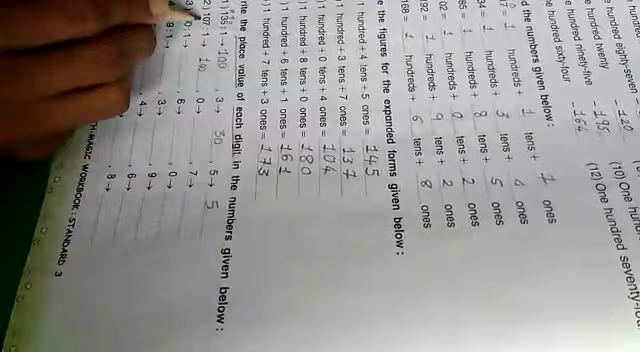 e hundred eighty-seven
(10) One
e hundred twenty - 120
e hundred ninety-five - 195
(12) One hundred
e hundred sixty-four - 164
d the numbers given below :
7 = 1 hundreds + 1 tens + 7 ones
34 = 1 hundreds + 3 tens + 4 ones
85 = 1 hundreds + 8 tens + 5 ones
02 = 1 hundreds + 0 tens + 2 ones
192 = 1 hundreds + 9 tens + 2 ones
168 = 1 hundreds + 6 tens + 8 ones
e the figures for the expanded forms given below :
1 hundred + 4 tens + 5 ones = 145
) 1 hundred + 3 tens + 7 ones = 137
) 1 hundred + 0 tens + 4 ones = 104
) 1 hundred + 8 tens + 0 ones = 180
) 1 hundred + 6 tens + 1 ones = 161
) 1 hundred + 7 tens + 3 ones = 173
rite the place value of each digit in the numbers given below :
) 135 : 1 → 100 , 3 → 30 , 5 → 5
2) 107 : 1 → 100 0 → 7 →
1 → 6 → , 0 →
1 → , 3 → , 9 →
4 → , 6 →
, 8 →
MAGIC WORKBOOK : STANDARD 3